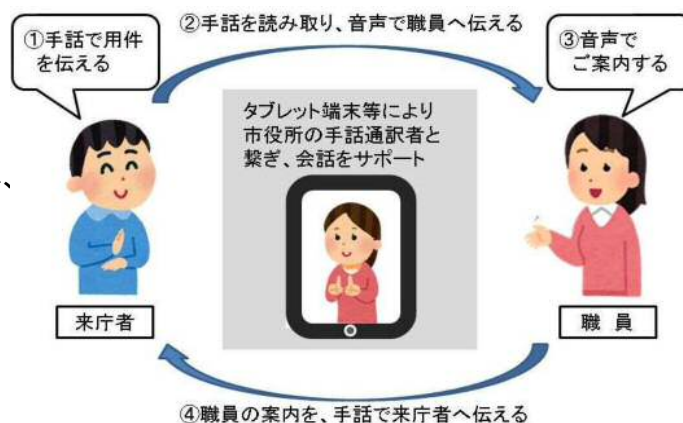 ②手話を読み取り、音声で職員へ伝える
①手話で用件
を伝える
③音声で
ご案内する
タブレット端末等により
市役所の手話通訳者と
繋ぎ、会話をサポート
、
来庁者
職 員
④職員の案内を、手話で来庁者へ伝える